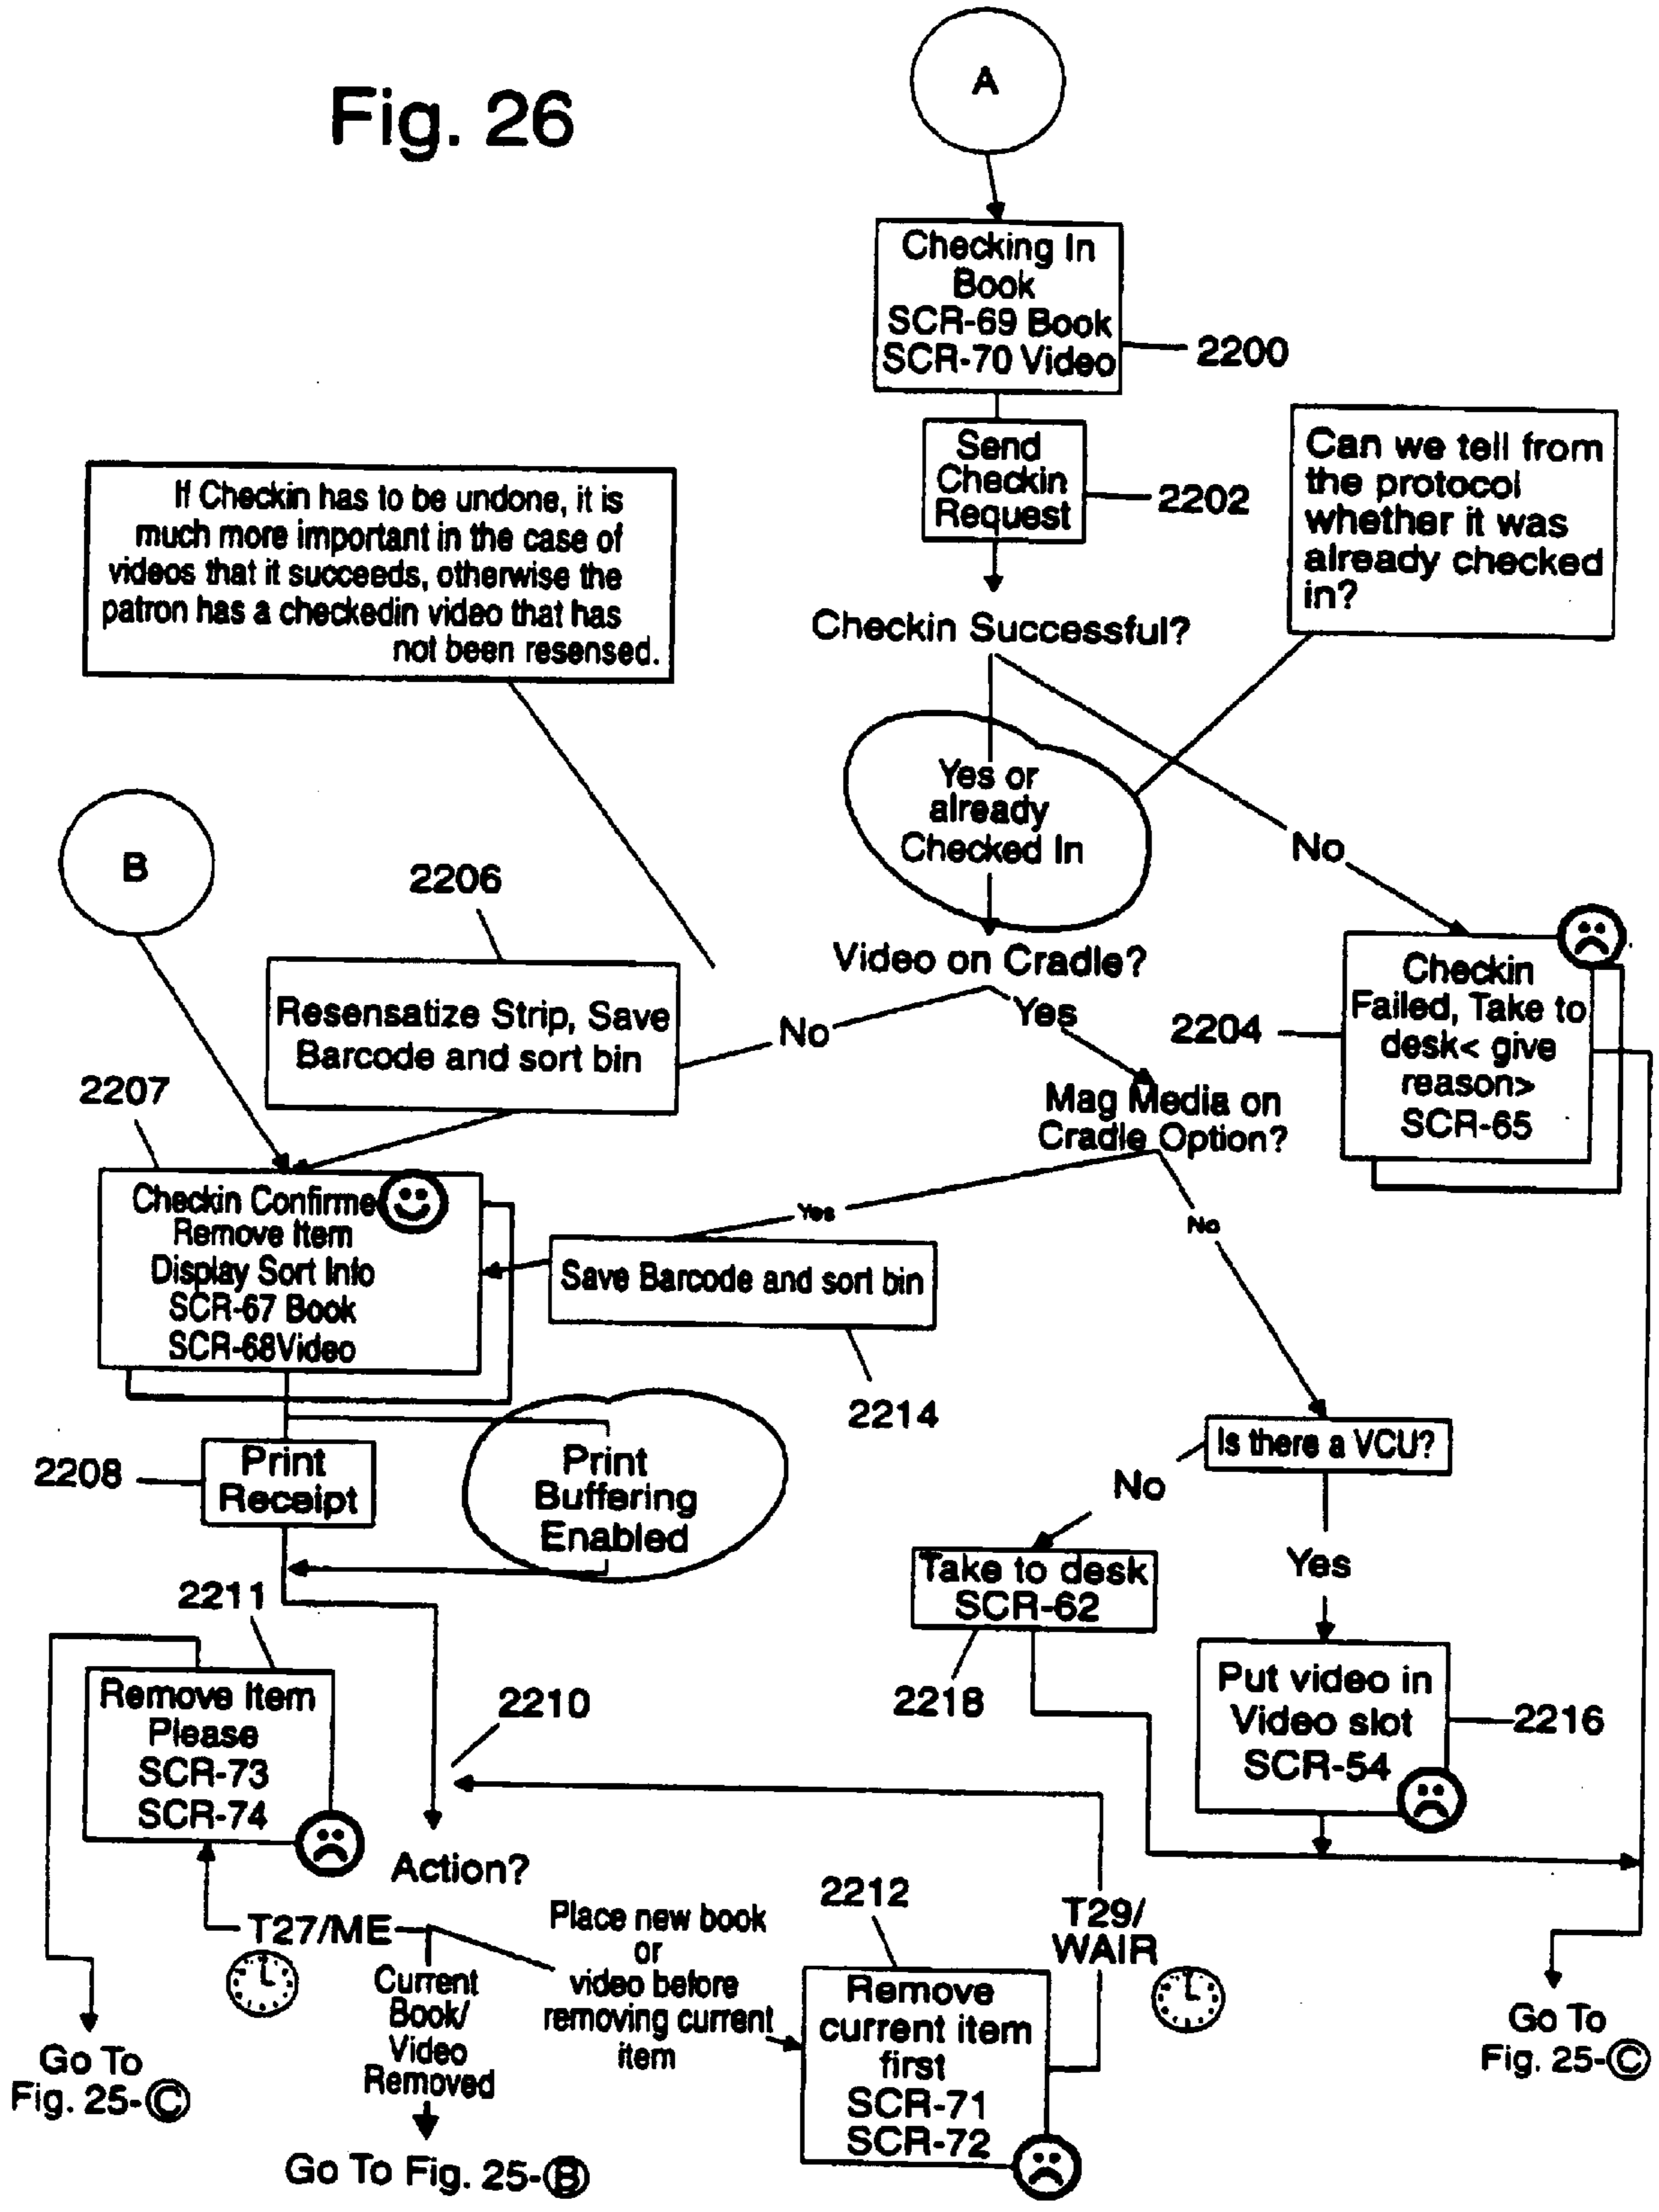 Fig. 26
A
Checking In
Book
SCR-69 Book
SCR-70 Video
2200
Send
Checkin
Request
2202
Can we tell from
the protocol
whether it was
already checked
in?
If Checkin has to be undone, it is
much more important in the case of
videos that it succeeds, otherwise the
patron has a checkedin video that has
not been resensed.
Checkin Successful?
Yes or
already
Checked In
No
B
2206
Video on Cradle?
Resensatize Strip, Save
Barcode and sort bin
No
Yes
2204
Checkin
Failed, Take to
desk< give
reason>
SCR-65
2207
Mag Media on
Cradle Option?
Checkin Confirme
Remove Item
Display Sort Info
SCR-67 Book
SCR-68Video
Yes
No
Save Barcode and sort bin
2214
2208
Print
Receipt
Print
Buffering
Enabled
Is there a VCU?
No
Yes
Take to desk
SCR-62
2218
2211
Remove Item
Please
SCR-73
SCR-74
2210
Put video in
Video slot
SCR-54
2216
Action?
T27/ME
Current
Book/
Video
Removed
Place new book
or
video before
removing current
item
2212
T29/
WAIR
Remove
current item
first
SCR-71
SCR-72
Go To
Fig. 25-C
Go To Fig. 25-B
Go To
Fig. 25-C